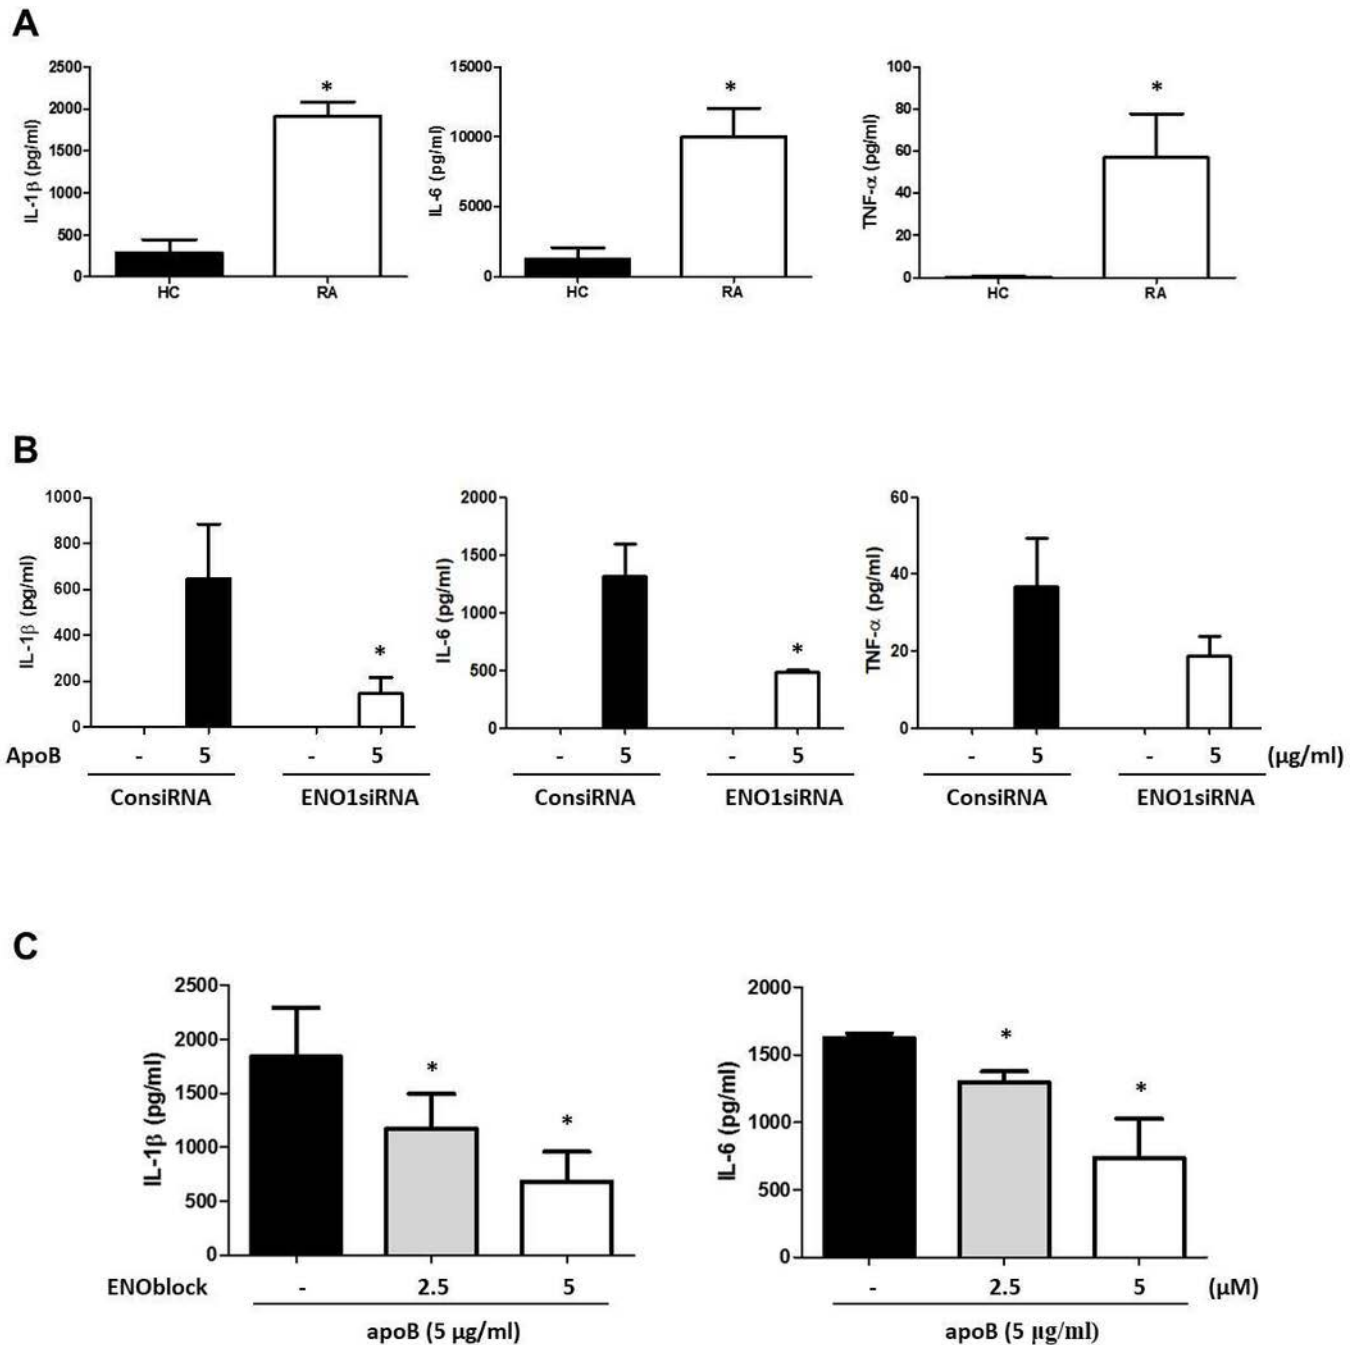 A
IL-1β (pg/ml)
2500
2000
1500
1000
500
0
*
HC RA
IL-6 (pg/ml)
15000
10000
5000
0
*
HC RA
TNF-α (pg/ml)
100
80
60
40
20
0
*
HC RA
B
IL-1β (pg/ml)
1000
800
600
400
200
0
*
IL-6 (pg/ml)
2000
1500
1000
500
0
*
TNF-α (pg/ml)
60
40
20
0
ApoB - 5 - 5 - 5 - 5 - 5 - 5 (µg/ml)
ConsiRNA ENO1siRNA ConsiRNA ENO1siRNA ConsiRNA ENO1siRNA
C
IL-1β (pg/ml)
2500
2000
1500
1000
500
0
*
*
IL-6 (pg/ml)
2000
1500
1000
500
0
*
*
ENOblock - 2.5 5 - 2.5 5 (µM)
apoB (5 µg/ml) apoB (5 µg/ml)